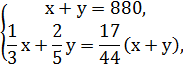 x + y = 880,
1/3 x + 2/5 y = 17/44 (x + y),